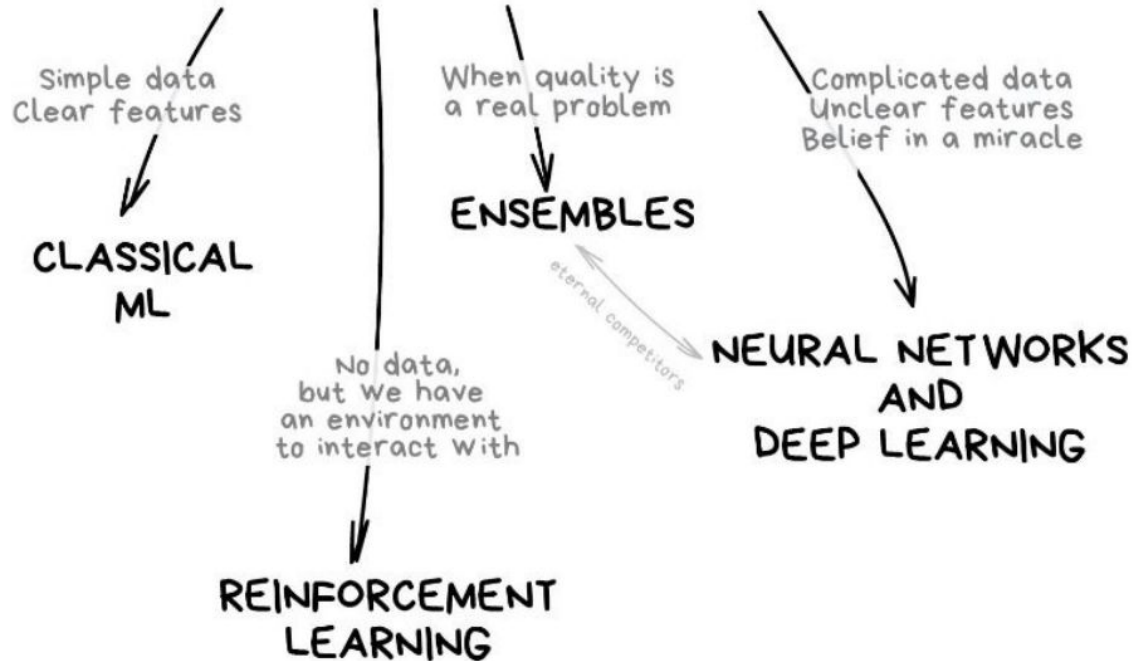 Simple data
Clear features
CLASSICAL
ML
No data,
but we have
an environment
to interact with
REINFORCEMENT
LEARNING
When quality is
a real problem
ENSEMBLES
eternal competitors
Complicated data
Unclear features
Belief in a miracle
NEURAL NETWORKS
AND
DEEP LEARNING